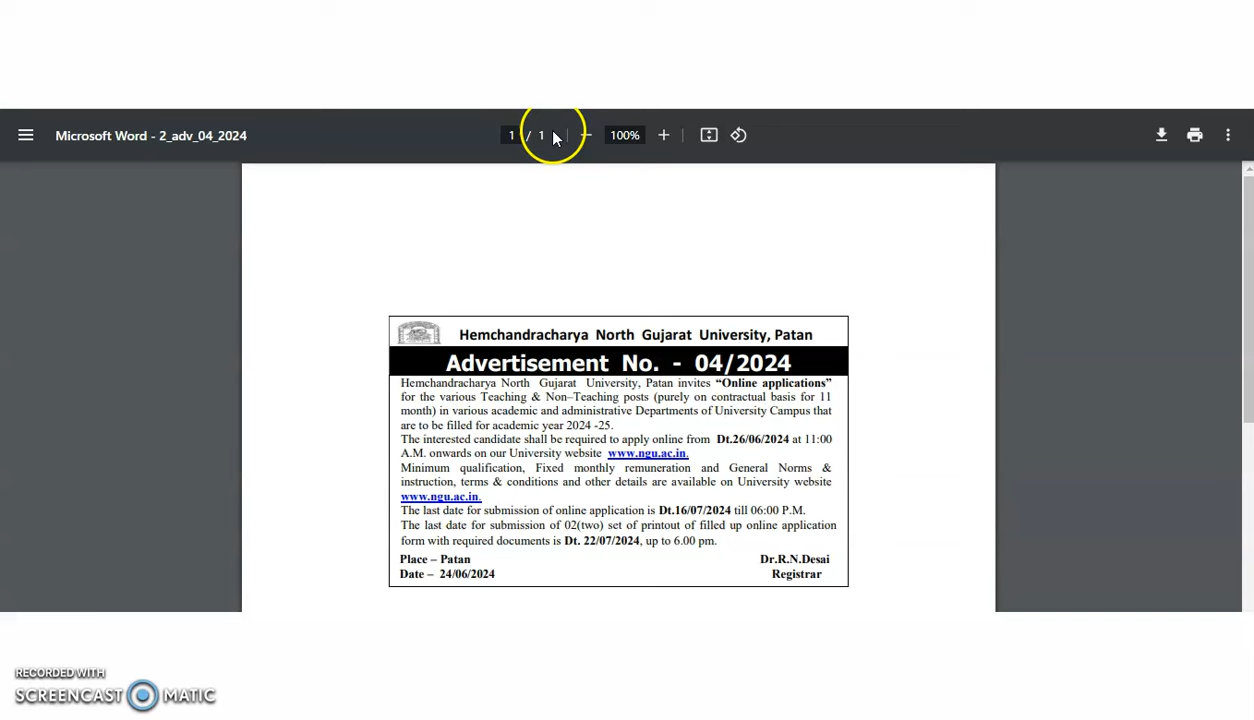 Microsoft Word - 2_adv_04_2024
1 / 1
100%
Hemchandracharya North Gujarat University, Patan
Advertisement No. - 04/2024
Hemchandracharya North Gujarat University, Patan invites “Online applications”
for the various Teaching & Non–Teaching posts (purely on contractual basis for 11
month) in various academic and administrative Departments of University Campus that
are to be filled for academic year 2024 -25.
The interested candidate shall be required to apply online from Dt.26/06/2024 at 11:00
A.M. onwards on our University website www.ngu.ac.in.
Minimum qualification, Fixed monthly remuneration and General Norms &
instruction, terms & conditions and other details are available on University website
www.ngu.ac.in.
The last date for submission of online application is Dt.16/07/2024 till 06:00 P.M.
The last date for submission of 02(two) set of printout of filled up online application
form with required documents is Dt. 22/07/2024, up to 6.00 pm.
Place – Patan
Dr.R.N.Desai
Date – 24/06/2024
Registrar
RECORDED WITH
SCREENCAST MATIC